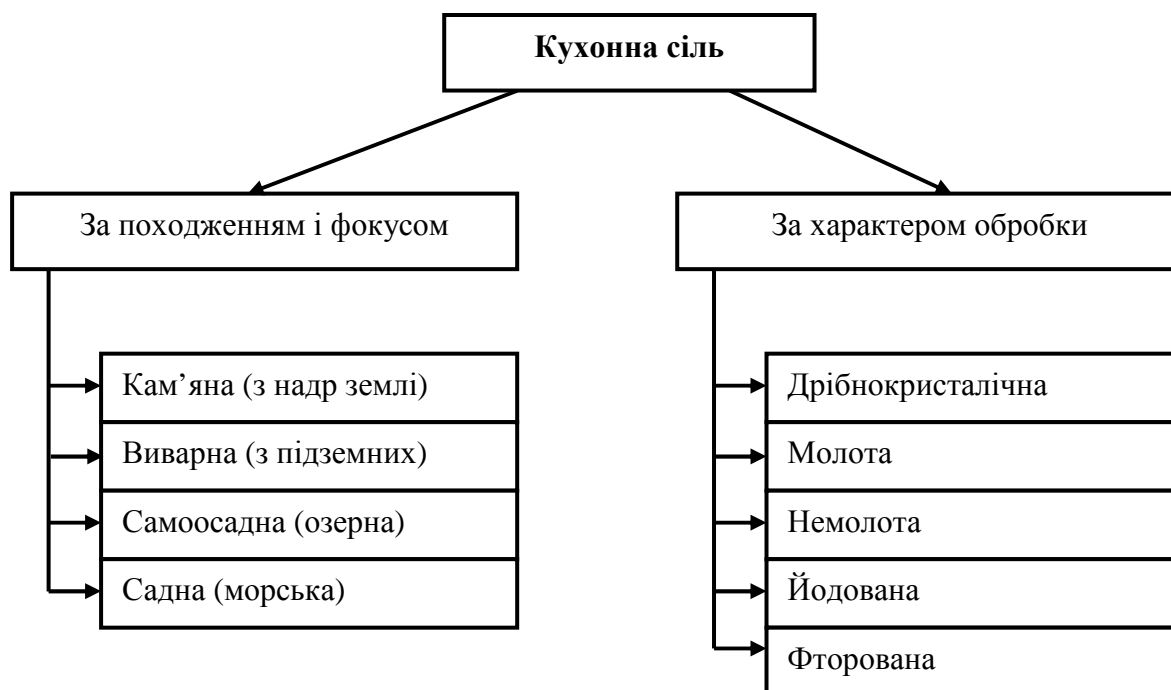 Кухонна сіль
За походженням і фокусом
За характером обробки
Кам’яна (з надр землі)
Виварна (з підземних)
Самоосадна (озерна)
Садна (морська)
Дрібнокристалічна
Молота
Немолота
Йодована
Фторована